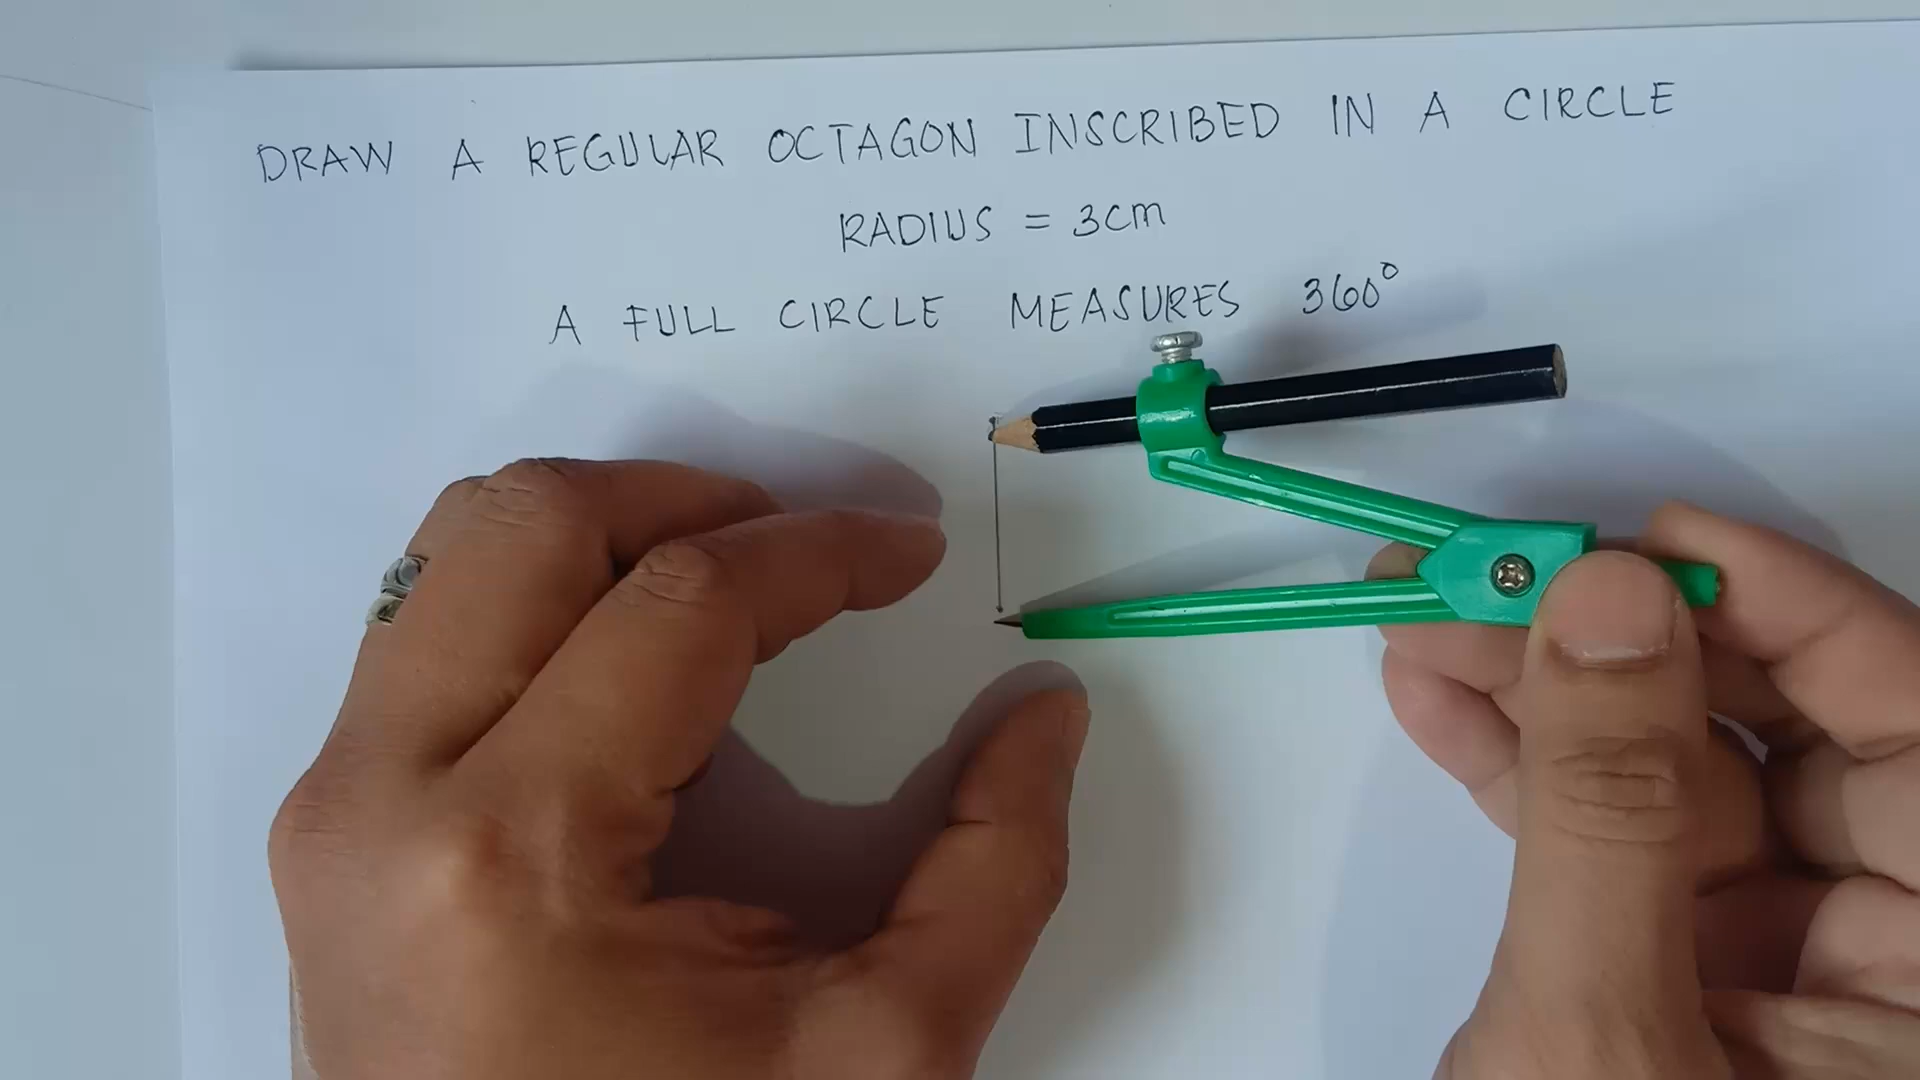 DRAW A REGULAR OCTAGON INSCRIBED IN A CIRCLE
RADIUS = 3cm
A FULL CIRCLE MEASURES 360°